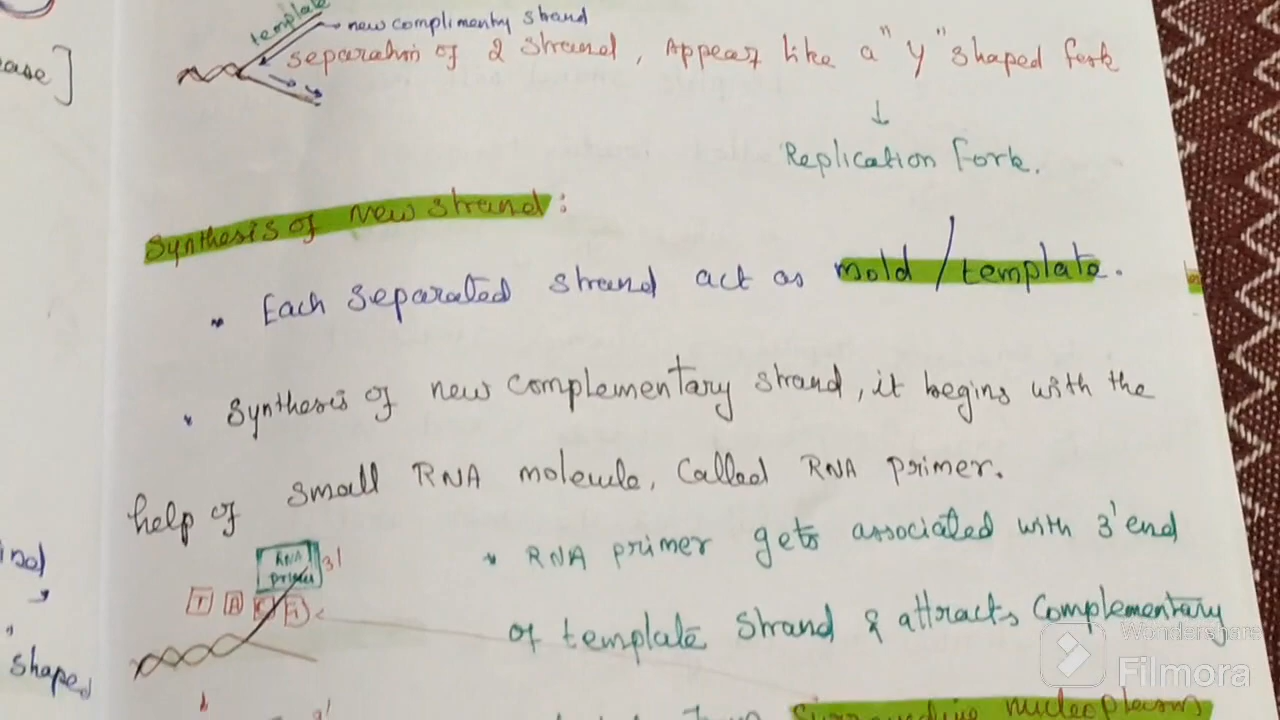 template
new complimenty strand
ease]
separation of 2 strand, Appear like a "y" shaped fork
↓
Replication Fork.
Synthesis of new strand:
Each separated strand act as mold / template.
Synthesis of new complementary strand, it begins with the
help of small RNA molecule, called RNA primer.
RNA primer 3'
T A
RNA primer gets associated with 3' end
of template strand & attracts complementary
shaped
Surrounding nucleoplasm
Wondershare
Filmora